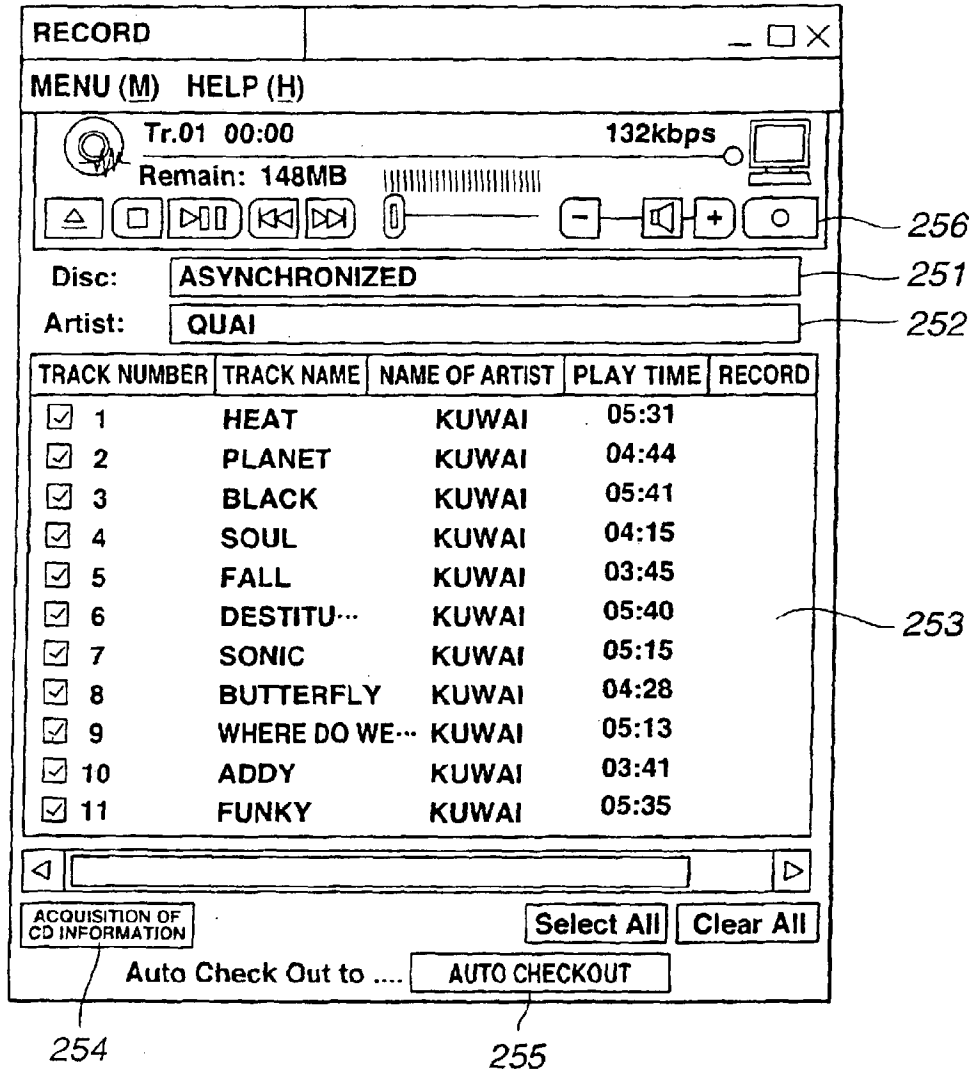 RECORD
MENU (M) HELP (H)
Tr.01 00:00 132kbps
Remain: 148MB
256
Disc: ASYNCHRONIZED 251
Artist: QUAI 252
TRACK NUMBER TRACK NAME NAME OF ARTIST PLAY TIME RECORD
1 HEAT KUWAI 05:31
2 PLANET KUWAI 04:44
3 BLACK KUWAI 05:41
4 SOUL KUWAI 04:15
5 FALL KUWAI 03:45
6 DESTITU... KUWAI 05:40
253
7 SONIC KUWAI 05:15
8 BUTTERFLY KUWAI 04:28
9 WHERE DO WE... KUWAI 05:13
10 ADDY KUWAI 03:41
11 FUNKY KUWAI 05:35
ACQUISITION OF
CD INFORMATION
Select All Clear All
Auto Check Out to .... AUTO CHECKOUT
254 255